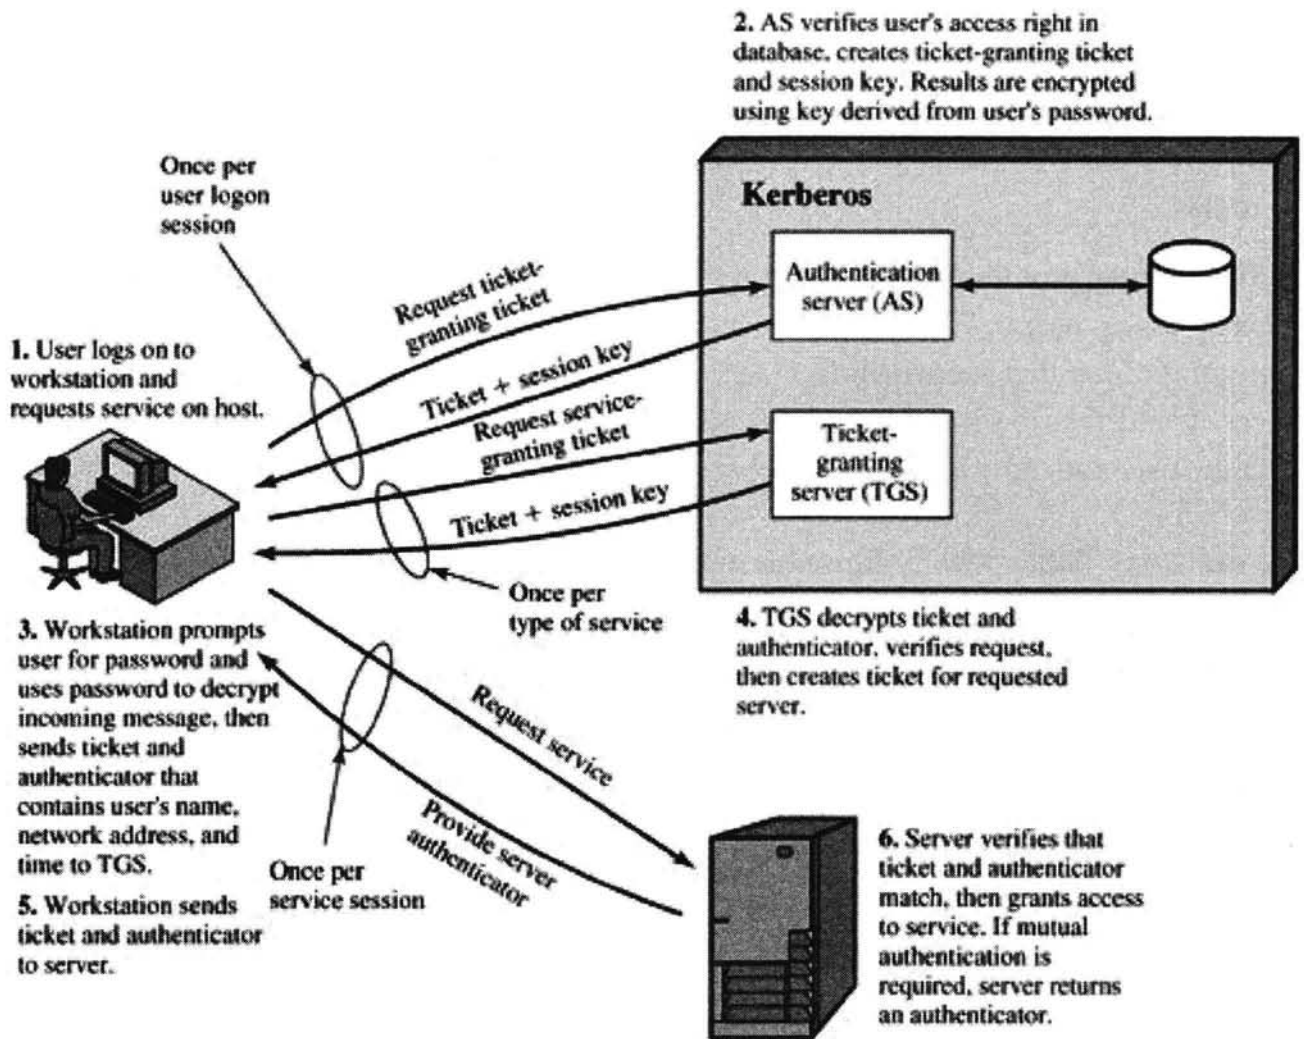 2. AS verifies user's access right in
database, creates ticket-granting ticket
and session key. Results are encrypted
using key derived from user's password.
Once per
user logon
session
Kerberos
Authentication
server (AS)
Request ticket-
granting ticket
1. User logs on to
workstation and
requests service on host.
Ticket + session key
Request service-
granting ticket
Ticket-
granting
server (TGS)
Ticket + session key
Once per
type of service
3. Workstation prompts
user for password and
uses password to decrypt
incoming message, then
sends ticket and
authenticator that
contains user's name,
network address, and
time to TGS.
4. TGS decrypts ticket and
authenticator, verifies request,
then creates ticket for requested
server.
Request service
Provide server
authenticator
Once per
service session
5. Workstation sends
ticket and authenticator
to server.
6. Server verifies that
ticket and authenticator
match, then grants access
to service. If mutual
authentication is
required, server returns
an authenticator.